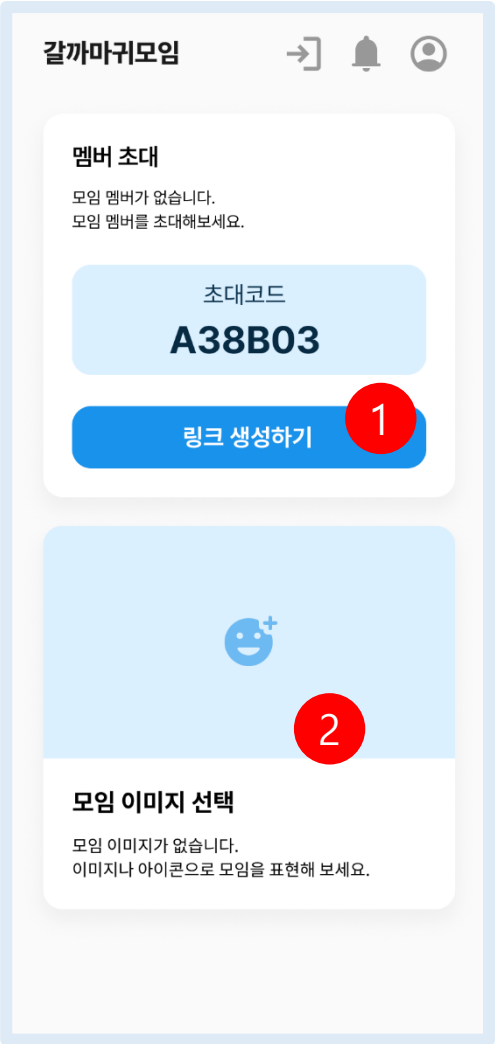 갈까마귀모임
멤버 초대
모임 멤버가 없습니다.
모임 멤버를 초대해보세요.
초대코드
A38B03
1
링크 생성하기
2
모임 이미지 선택
모임 이미지가 없습니다.
이미지나 아이콘으로 모임을 표현해 보세요.